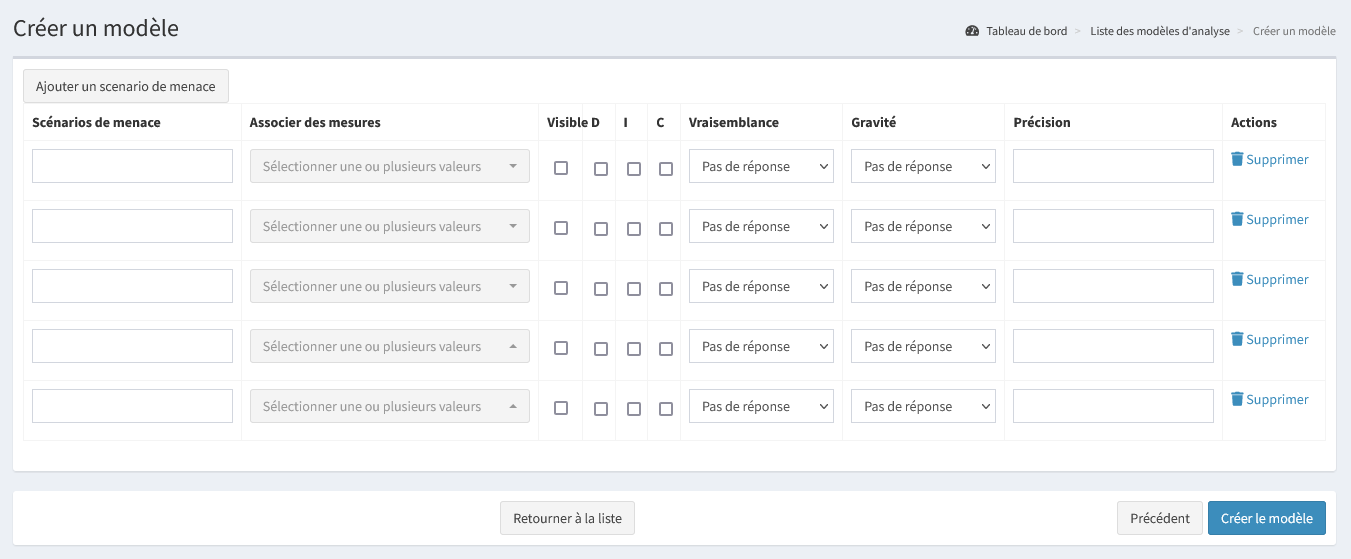 Créer un modèle
Tableau de bord > Liste des modèles d'analyse > Créer un modèle
Ajouter un scenario de menace
Scénarios de menace Associer des mesures Visible D I C Vraisemblance Gravité Précision Actions
Sélectionner une ou plusieurs valeurs Pas de réponse Pas de réponse Supprimer
Sélectionner une ou plusieurs valeurs Pas de réponse Pas de réponse Supprimer
Sélectionner une ou plusieurs valeurs Pas de réponse Pas de réponse Supprimer
Sélectionner une ou plusieurs valeurs Pas de réponse Pas de réponse Supprimer
Sélectionner une ou plusieurs valeurs Pas de réponse Pas de réponse Supprimer
Retourner à la liste Précédent Créer le modèle